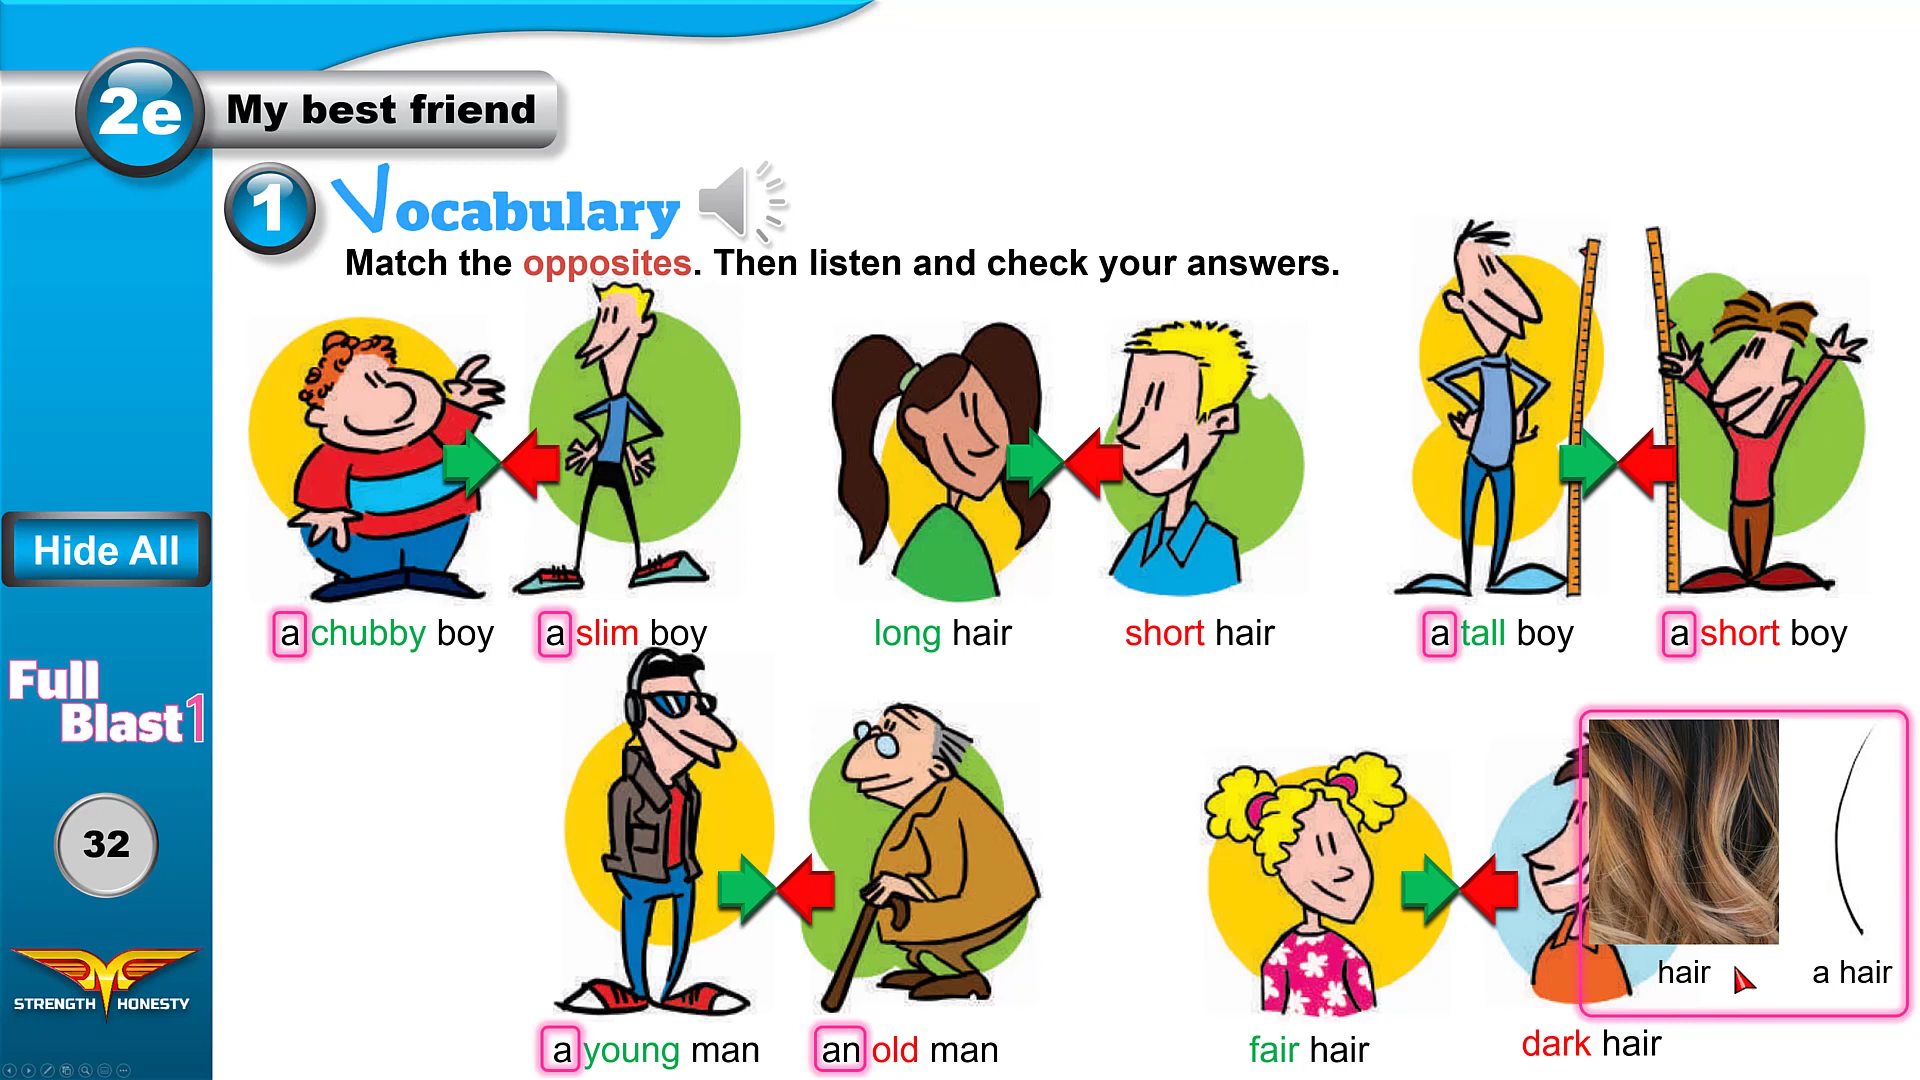 2e My best friend
1 Vocabulary
Match the opposites. Then listen and check your answers.
a chubby boy
a slim boy
long hair
short hair
a tall boy
a short boy
Hide All
Full
Blast 1
32
STRENGTH HONESTY
hair
a hair
a young man
an old man
fair hair
dark hair